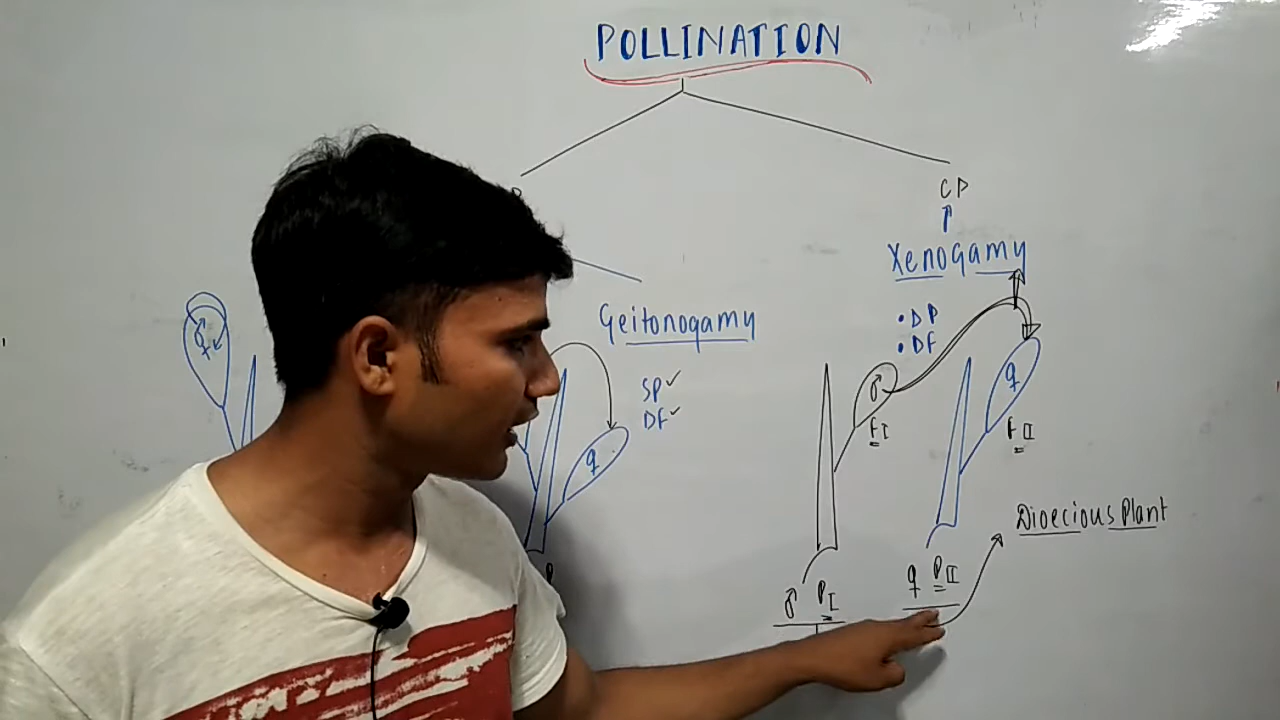 POLLINATION
CP
Xenogamy
Geitonogamy
• DP
• DF
SP✓
DF✓
♂
♀
♂
♀
♀
FI
FII
Dioecious Plant
♂ PI
♀ PII